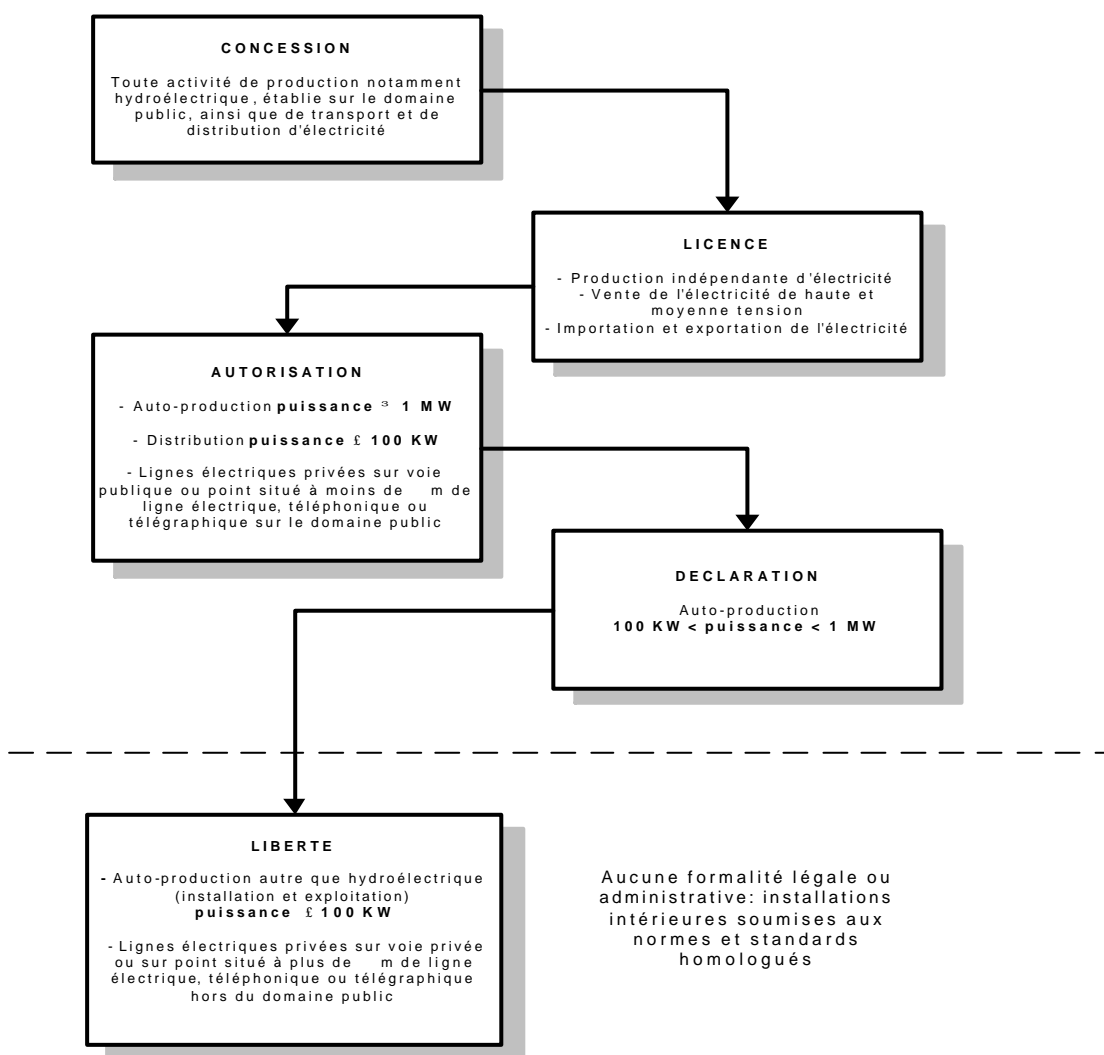 CONCESSION
Toute activité de production notamment
hydroélectrique, établie sur le domaine
public, ainsi que de transport et de
distribution d'électricité
LICENCE
- Production indépendante d'électricité
- Vente de l'électricité de haute et
moyenne tension
- Importation et exportation de l'électricité
AUTORISATION
- Auto-production puissance ³ 1 MW
- Distribution puissance £ 100 KW
- Lignes électriques privées sur voie
publique ou point situé à moins de m de
ligne électrique, téléphonique ou
télégraphique sur le domaine public
DECLARATION
Auto-production
100 KW < puissance < 1 MW
LIBERTE
- Auto-production autre que hydroélectrique
(installation et exploitation)
puissance £ 100 KW
- Lignes électriques privées sur voie privée
ou sur point situé à plus de m de ligne
électrique, téléphonique ou télégraphique
hors du domaine public
Aucune formalité légale ou
administrative: installations
intérieures soumises aux
normes et standards
homologués